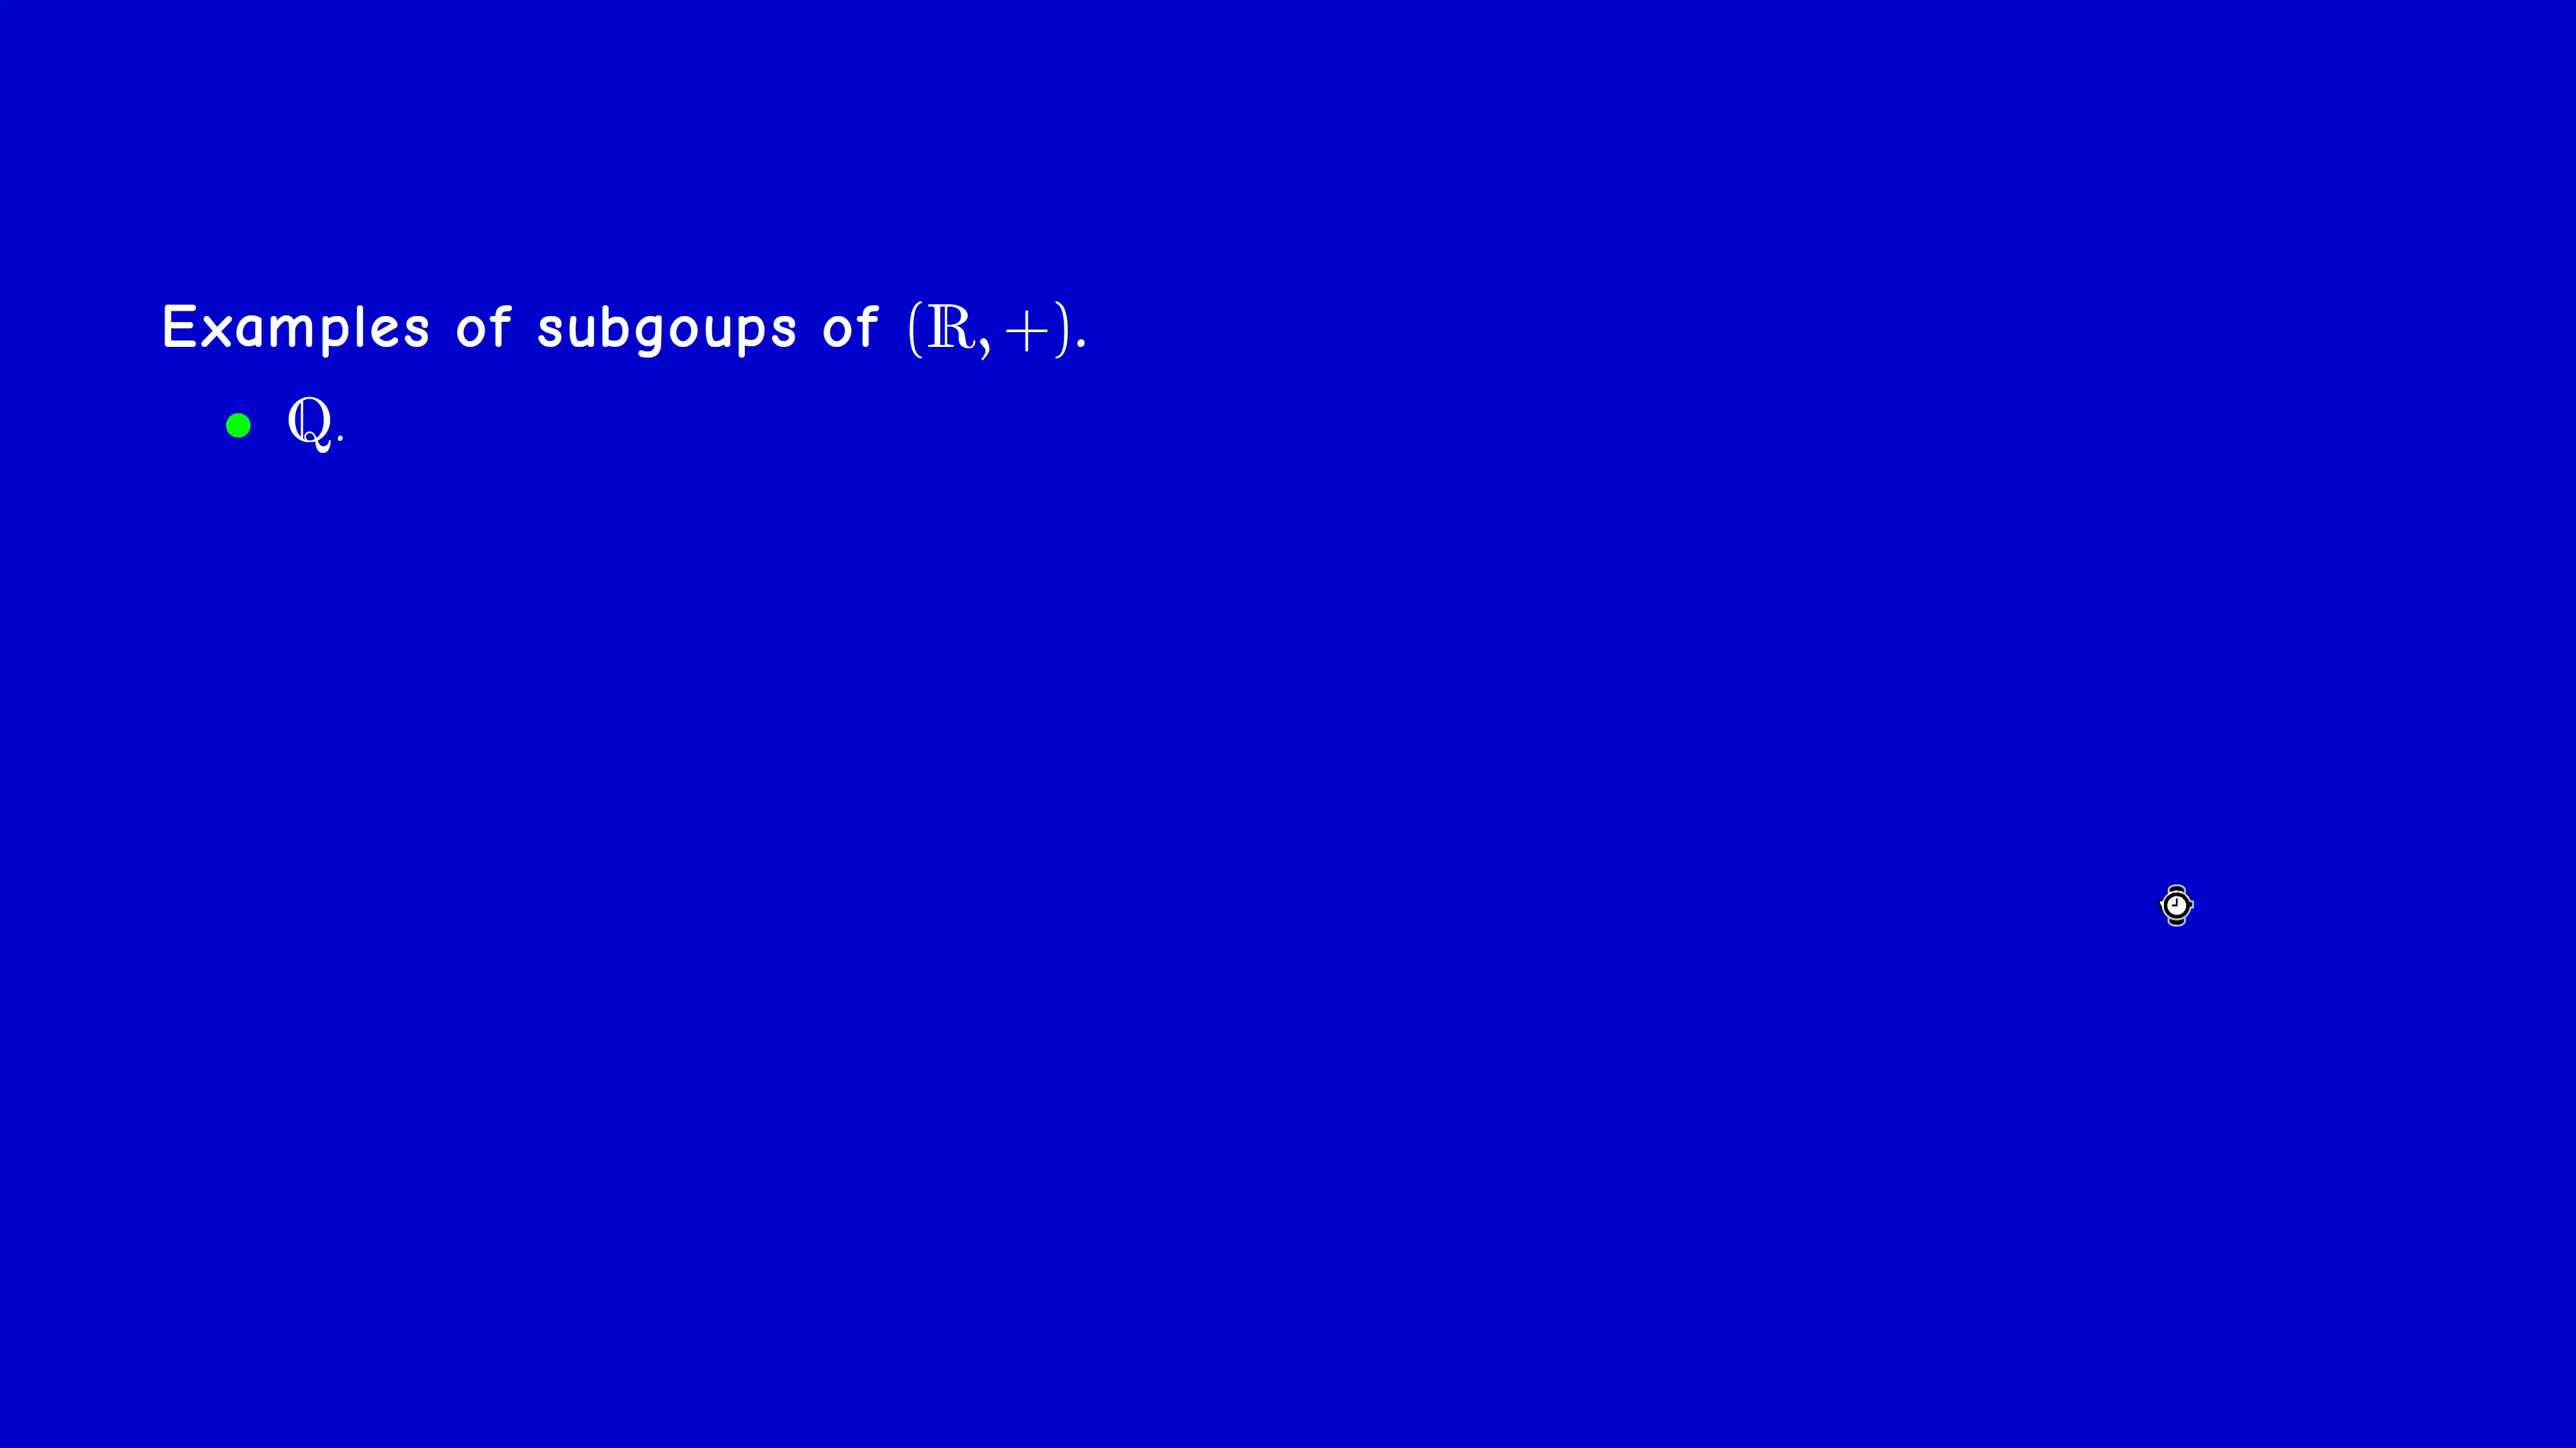 Examples of subgoups of (ℝ, +).
• ℚ.